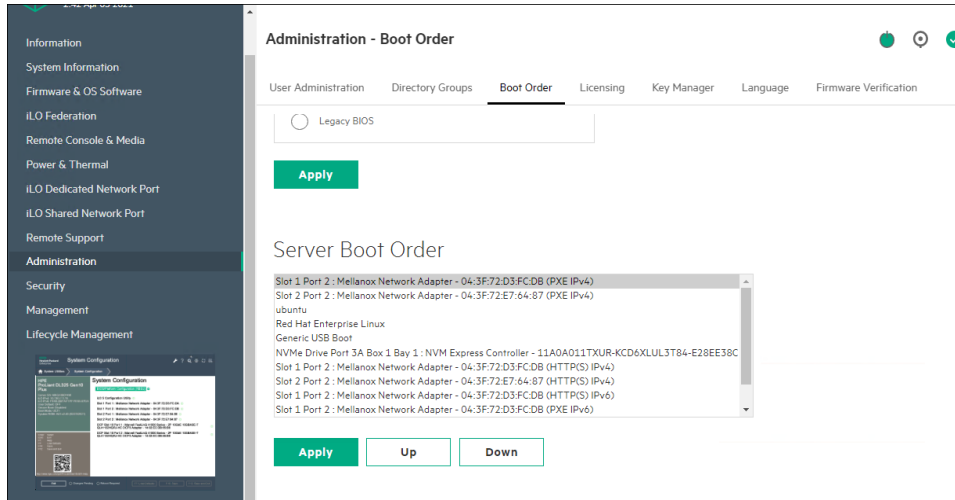 2.42 Apr 05 2021
Information
System Information
Firmware & OS Software
iLO Federation
Remote Console & Media
Power & Thermal
iLO Dedicated Network Port
iLO Shared Network Port
Remote Support
Administration
Security
Management
Lifecycle Management
System Configuration
System Configuration
Administration - Boot Order
User Administration Directory Groups Boot Order Licensing Key Manager Language Firmware Verification
Legacy BIOS
Apply
Server Boot Order
Slot 1 Port 2 : Mellanox Network Adapter - 04:3F:72:D3:FC:DB (PXE IPv4)
Slot 2 Port 2 : Mellanox Network Adapter - 04:3F:72:E7:64:87 (PXE IPv4)
ubuntu
Red Hat Enterprise Linux
Generic USB Boot
NVMe Drive Port 3A Box 1 Bay 1 : NVM Express Controller - 11A0A011TXUR-KCD6XLUL3T84-E28EE38C
Slot 1 Port 2 : Mellanox Network Adapter - 04:3F:72:D3:FC:DB (HTTP(S) IPv4)
Slot 2 Port 2 : Mellanox Network Adapter - 04:3F:72:E7:64:87 (HTTP(S) IPv4)
Slot 1 Port 2 : Mellanox Network Adapter - 04:3F:72:D3:FC:DB (HTTP(S) IPv6)
Slot 1 Port 2 : Mellanox Network Adapter - 04:3F:72:D3:FC:DB (PXE IPv6)
Apply Up Down